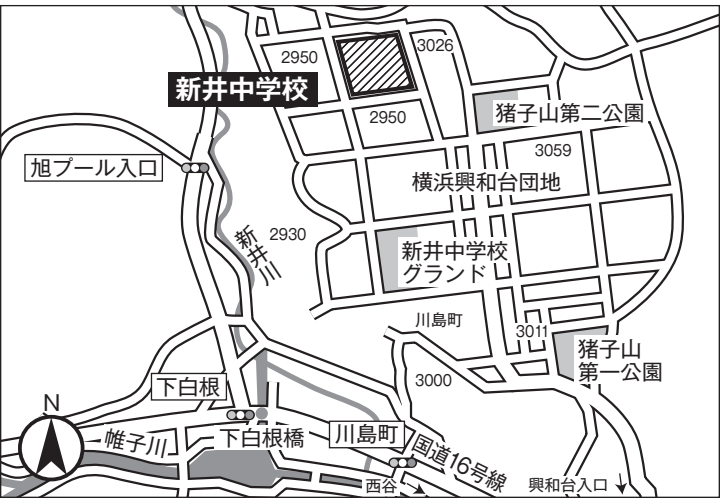 2950
3026
新井中学校
2950
猪子山第二公園
3059
旭プール入口
横浜興和台団地
新井川
2930
新井中学校
グランド
川島町
3011
猪子山
第一公園
3000
下白根
N
帷子川
下白根橋
川島町
国道16号線
西谷
興和台入口